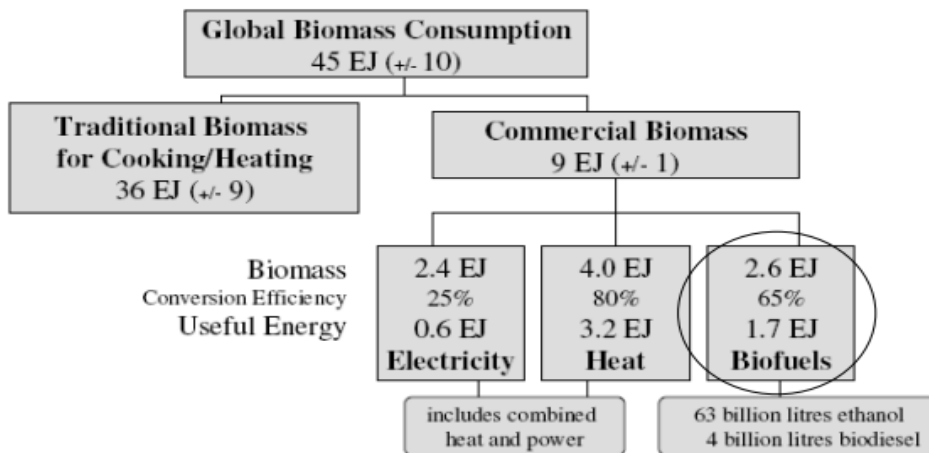 Global Biomass Consumption
45 EJ (+/- 10)
Traditional Biomass
for Cooking/Heating
36 EJ (+/- 9)
Commercial Biomass
9 EJ (+/- 1)
Biomass 2.4 EJ 4.0 EJ 2.6 EJ
Conversion Efficiency 25% 80% 65%
Useful Energy 0.6 EJ 3.2 EJ 1.7 EJ
Electricity Heat Biofuels
includes combined
heat and power
63 billion litres ethanol
4 billion litres biodiesel